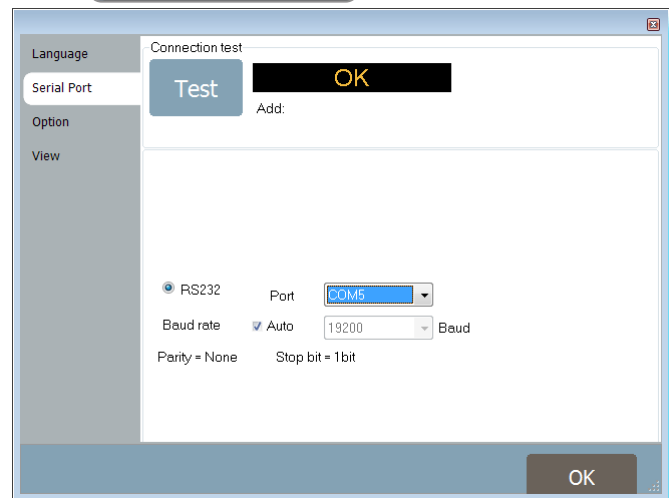 Language
Serial Port
Option
View
Connection test
Test
OK
Add:
RS232 Port COM5
Baud rate Auto 19200 Baud
Parity = None Stop bit = 1bit
OK